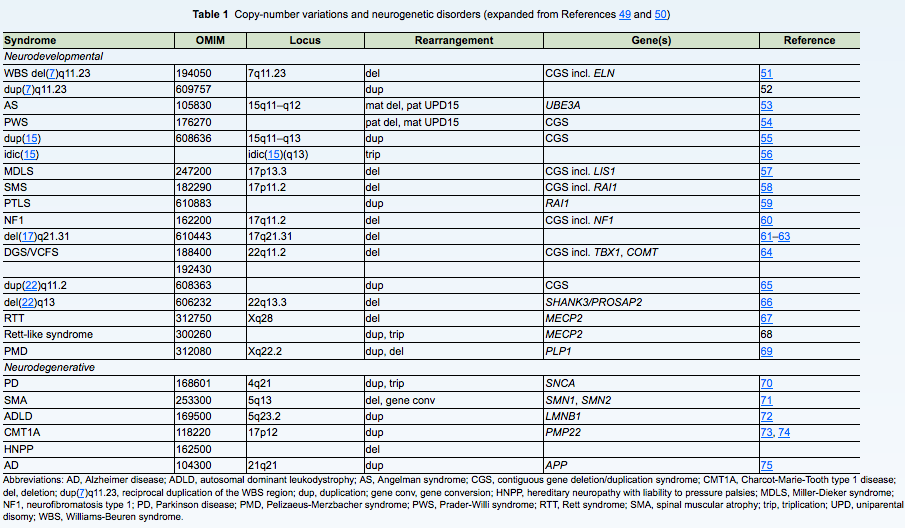 Table 1 Copy-number variations and neurogenetic disorders (expanded from References 49 and 50)
Syndrome OMIM Locus Rearrangement Gene(s) Reference
Neurodevelopmental
WBS del(7)q11.23 194050 7q11.23 del CGS incl. ELN 51
dup(7)q11.23 609757 dup 52
AS 105830 15q11–q12 mat del, pat UPD15 UBE3A 53
PWS 176270 pat del, mat UPD15 CGS 54
dup(15) 608636 15q11–q13 dup CGS 55
idic(15) idic(15)(q13) trip 56
MDLS 247200 17p13.3 del CGS incl. LIS1 57
SMS 182290 17p11.2 del CGS incl. RAI1 58
PTLS 610883 dup RAI1 59
NF1 162200 17q11.2 del CGS incl. NF1 60
del(17)q21.31 610443 17q21.31 del 61–63
DGS/VCFS 188400 22q11.2 del CGS incl. TBX1, COMT 64
192430
dup(22)q11.2 608363 dup CGS 65
del(22)q13 606232 22q13.3 del SHANK3/PROSAP2 66
RTT 312750 Xq28 del MECP2 67
Rett-like syndrome 300260 dup, trip MECP2 68
PMD 312080 Xq22.2 dup, del PLP1 69
Neurodegenerative
PD 168601 4q21 dup, trip SNCA 70
SMA 253300 5q13 del, gene conv SMN1, SMN2 71
ADLD 169500 5q23.2 dup LMNB1 72
CMT1A 118220 17p12 dup PMP22 73, 74
HNPP 162500 del
AD 104300 21q21 dup APP 75
Abbreviations: AD, Alzheimer disease; ADLD, autosomal dominant leukodystrophy; AS, Angelman syndrome; CGS, contiguous gene deletion/duplication syndrome; CMT1A, Charcot-Marie-Tooth type 1 disease;
del, deletion; dup(7)q11.23, reciprocal duplication of the WBS region; dup, duplication; gene conv, gene conversion; HNPP, hereditary neuropathy with liability to pressure palsies; MDLS, Miller-Dieker syndrome;
NF1, neurofibromatosis type 1; PD, Parkinson disease; PMD, Pelizaeus-Merzbacher syndrome; PWS, Prader-Willi syndrome; RTT, Rett syndrome; SMA, spinal muscular atrophy; trip, triplication; UPD, uniparental
disomy; WBS, Williams-Beuren syndrome.